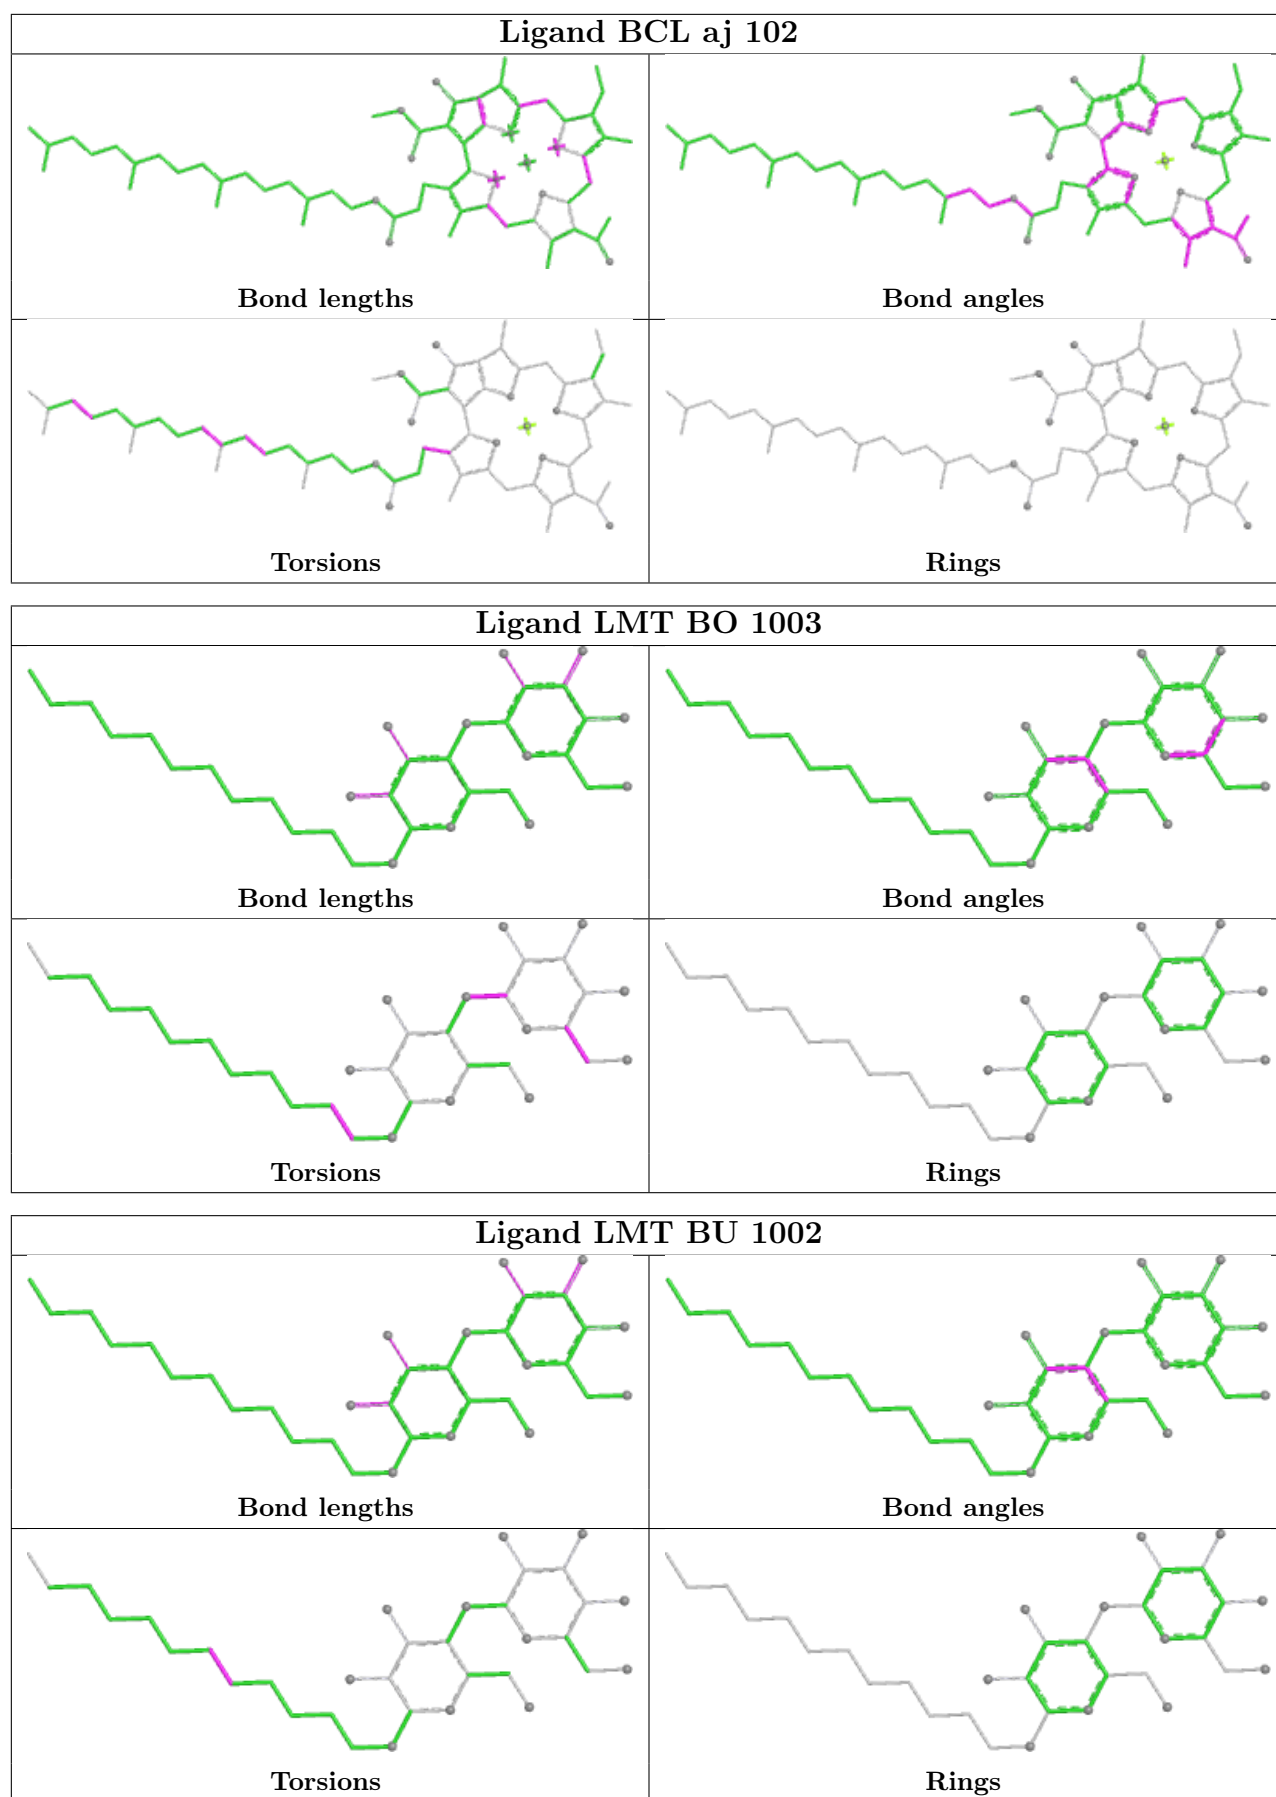 Ligand BCL aj 102
Bond lengths
Bond angles
Torsions
Rings
Ligand LMT BO 1003
Bond lengths
Bond angles
Torsions
Rings
Ligand LMT BU 1002
Bond lengths
Bond angles
Torsions
Rings